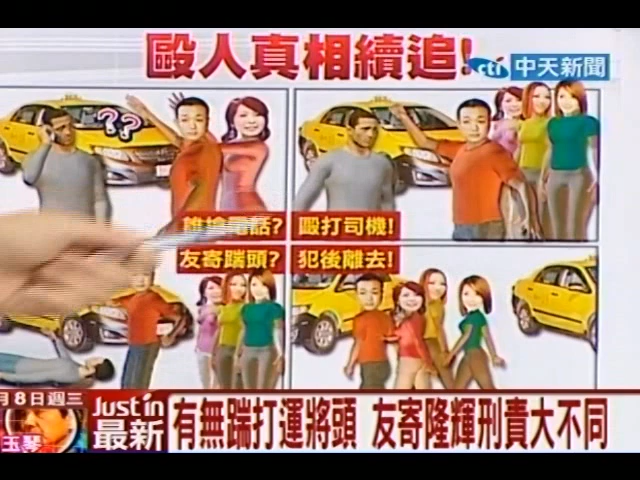 毆人真相續追!
cti 中天新聞
??
誰搶電話? 毆打司機!
友寄踹頭? 犯後離去!
月8日週三
Just in
最新
玉琴
有無踹打運將頭 友寄隆輝刑責大不同